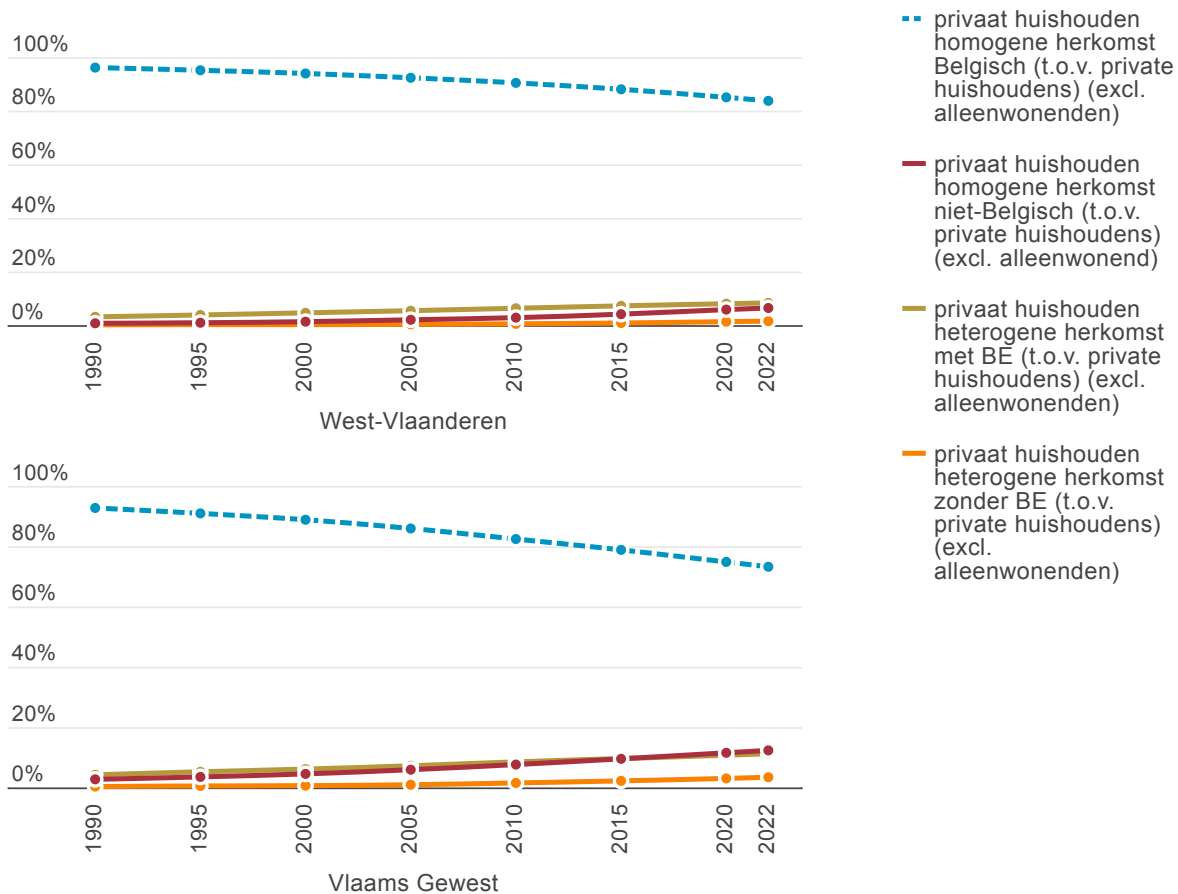 100%
80%
60%
40%
20%
0%
1990
1995
2000
2005
2010
2015
2020
2022
West-Vlaanderen
100%
80%
60%
40%
20%
0%
1990
1995
2000
2005
2010
2015
2020
2022
Vlaams Gewest
privaat huishouden
homogene herkomst
Belgisch (t.o.v. private
huishoudens) (excl.
alleenwonenden)
privaat huishouden
homogene herkomst
niet-Belgisch (t.o.v.
private huishoudens)
(excl. alleenwonend)
privaat huishouden
heterogene herkomst
met BE (t.o.v. private
huishoudens) (excl.
alleenwonenden)
privaat huishouden
heterogene herkomst
zonder BE (t.o.v.
private huishoudens)
(excl.
alleenwonenden)